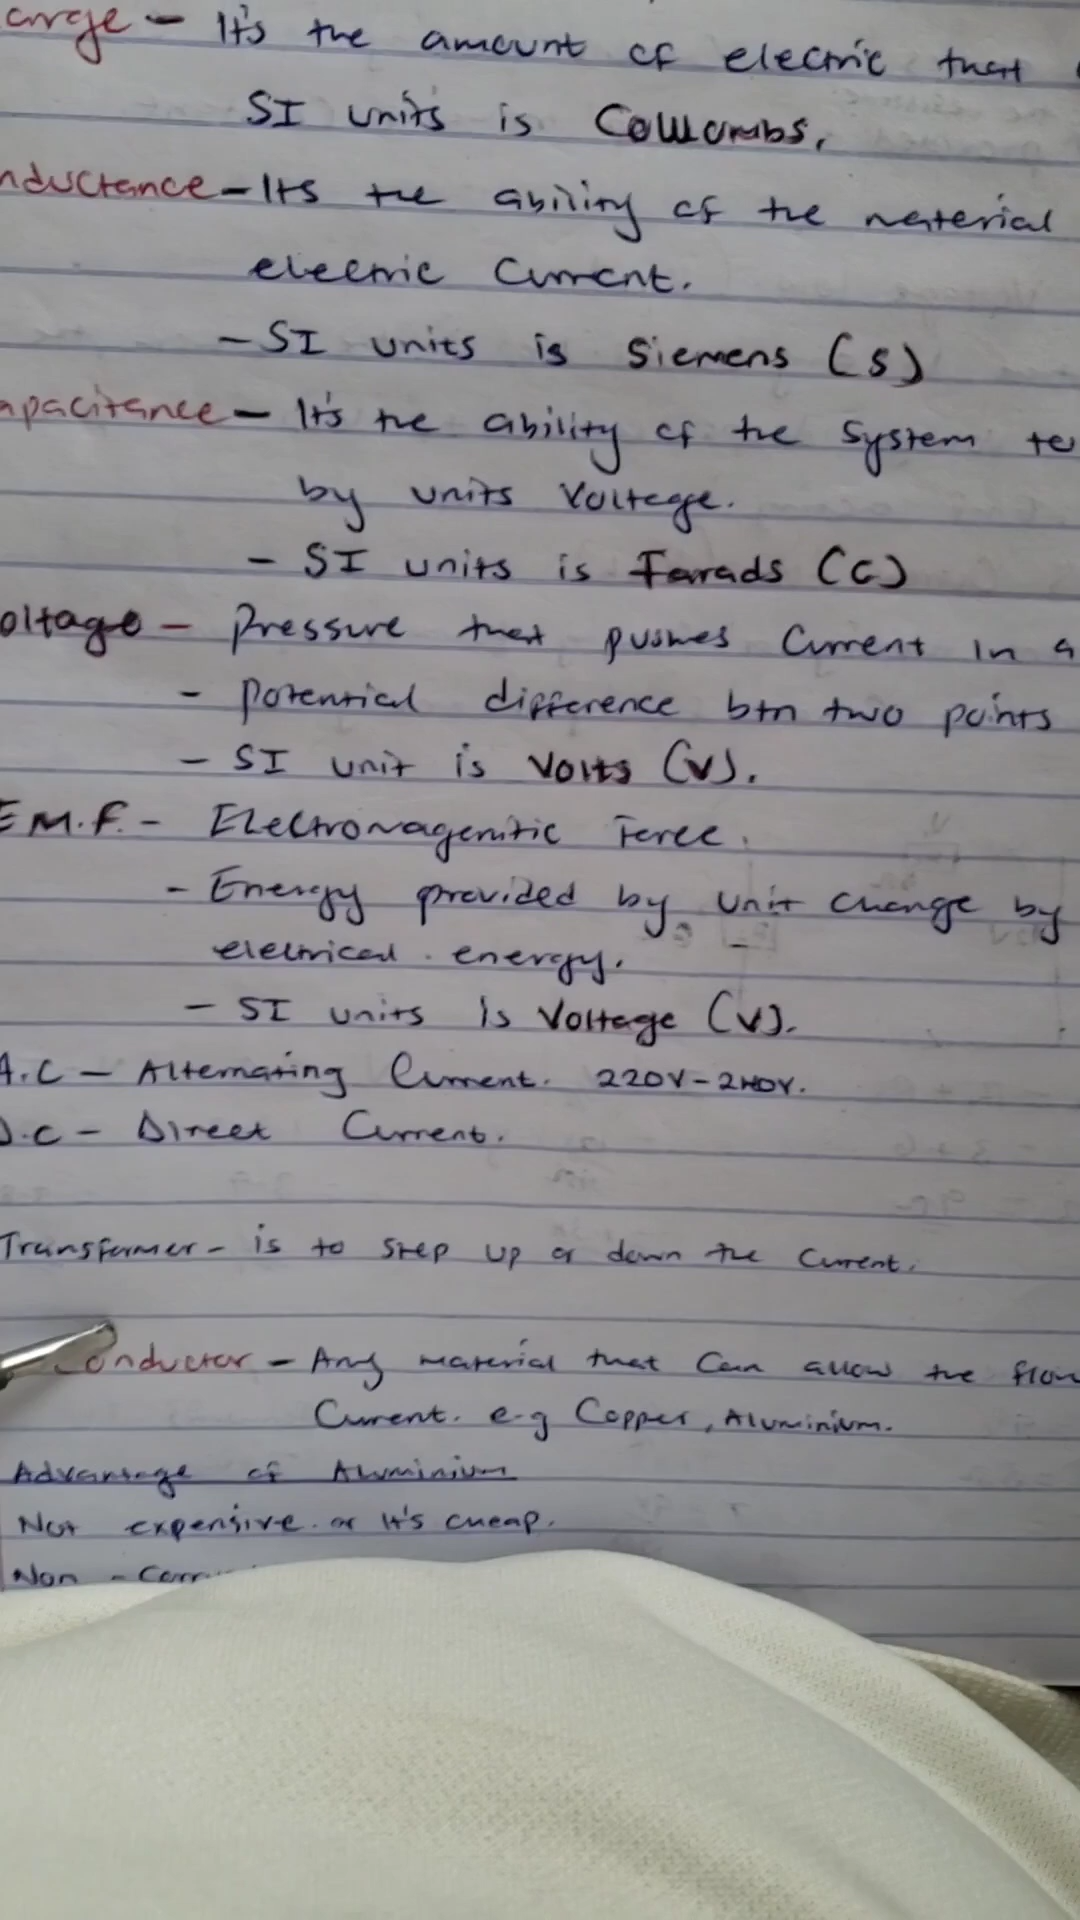 arge - It's the amount of electric that
SI units is Coulombs,
nductance - Its the ability of the material
electric Current.
- SI units is Siemens (S)
apacitance - It's the ability of the system to
by units Voltage.
- SI units is Farads (C)
oltage - Pressure that pushes Current in a
- Potential difference btn two points
- SI unit is Volts (V).
E.M.F. - Electromagenitic Force.
- Energy provided by unit change by
eletrical energy.
- SI units is Voltage (V).
A.C - Alternating Current. 220V - 240V.
D.C - Direct Current.
Transformer - is to step up or down the Current.
Conductor - Any material that Can allow the flow
Current. e.g Copper, Aluminium.
Advantage of Aluminium
Not expensive. or It's cheap.
Non - Corr